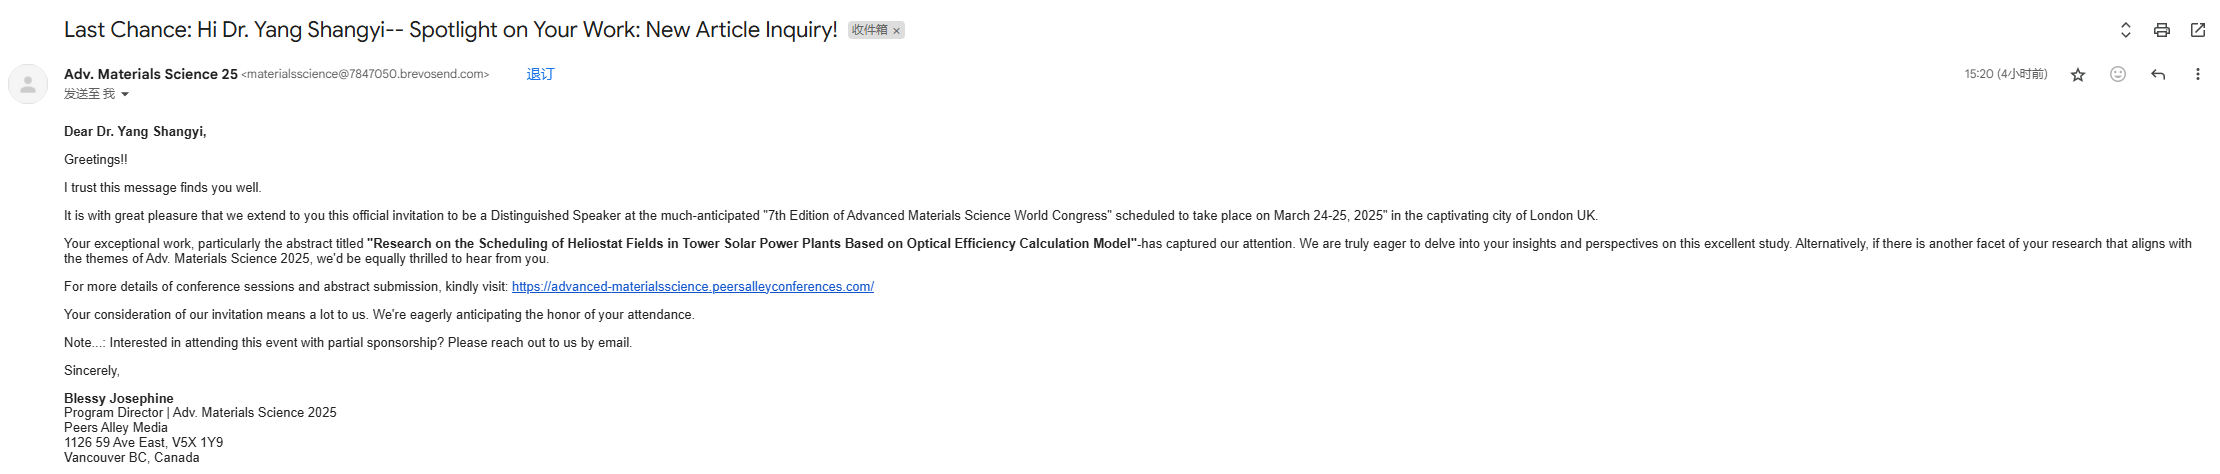 Last Chance: Hi Dr. Yang Shangyi-- Spotlight on Your Work: New Article Inquiry! 收件箱 ×
Adv. Materials Science 25 <materialsscience@7847050.brevosend.com> 退订 15:20 (4小时前)
发送至 我
Dear Dr. Yang Shangyi,
Greetings!!
I trust this message finds you well.
It is with great pleasure that we extend to you this official invitation to be a Distinguished Speaker at the much-anticipated "7th Edition of Advanced Materials Science World Congress" scheduled to take place on March 24-25, 2025" in the captivating city of London UK.
Your exceptional work, particularly the abstract titled "Research on the Scheduling of Heliostat Fields in Tower Solar Power Plants Based on Optical Efficiency Calculation Model"-has captured our attention. We are truly eager to delve into your insights and perspectives on this excellent study. Alternatively, if there is another facet of your research that aligns with
the themes of Adv. Materials Science 2025, we'd be equally thrilled to hear from you.
For more details of conference sessions and abstract submission, kindly visit: https://advanced-materialsscience.peersalleyconferences.com/
Your consideration of our invitation means a lot to us. We're eagerly anticipating the honor of your attendance.
Note...: Interested in attending this event with partial sponsorship? Please reach out to us by email.
Sincerely,
Blessy Josephine
Program Director | Adv. Materials Science 2025
Peers Alley Media
1126 59 Ave East, V5X 1Y9
Vancouver BC, Canada